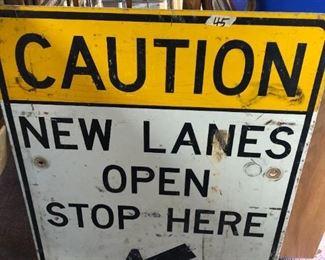 45
CAUTION
NEW LANES
OPEN
STOP HERE